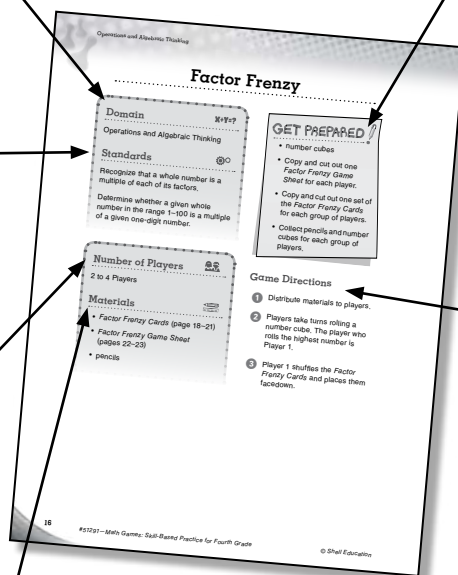 Operations and Algebraic Thinking
Factor Frenzy
Domain
X+Y=?
Operations and Algebraic Thinking
Standards
Recognize that a whole number is a
multiple of each of its factors.
Determine whether a given whole
number in the range 1–100 is a multiple
of a given one-digit number.
Number of Players
2 to 4 Players
Materials
• Factor Frenzy Cards (page 18–21)
• Factor Frenzy Game Sheet
(pages 22–23)
• pencils
GET PREPARED!
• number cubes
• Copy and cut out one
Factor Frenzy Game
Sheet for each player.
• Copy and cut out one set of
the Factor Frenzy Cards
for each group of players.
• Collect pencils and number
cubes for each group of
players.
Game Directions
1 Distribute materials to players.
2 Players take turns rolling a
number cube. The player who
rolls the highest number is
Player 1.
3 Player 1 shuffles the Factor
Frenzy Cards and places them
facedown.
16
#51291—Math Games: Skill-Based Practice for Fourth Grade
© Shell Education